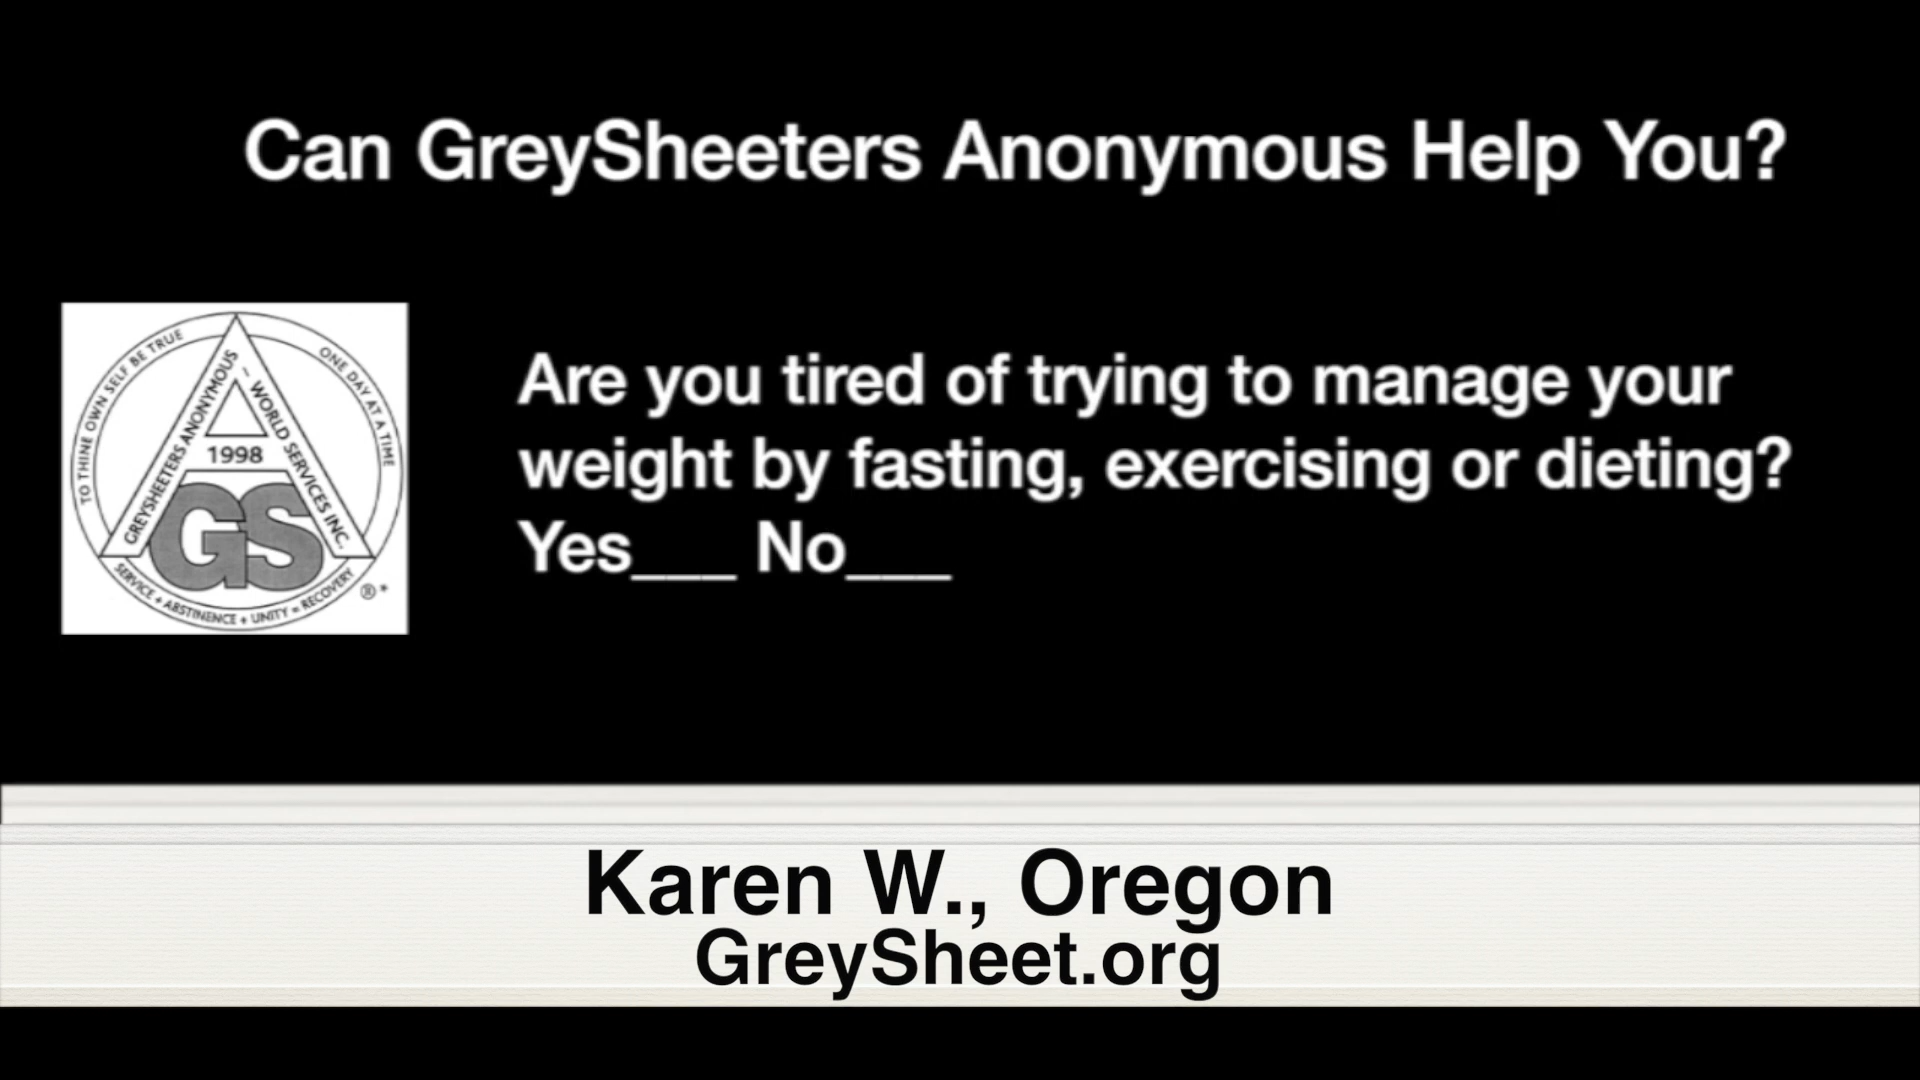 Can GreySheeters Anonymous Help You?
TO THINE OWN SELF BE TRUE
ONE DAY AT A TIME
GREYSHEETERS ANONYMOUS – WORLD SERVICES INC.
1998
GS
SERVICE + ABSTINENCE + UNITY = RECOVERY
®*
Are you tired of trying to manage your
weight by fasting, exercising or dieting?
Yes___ No___
Karen W., Oregon
GreySheet.org